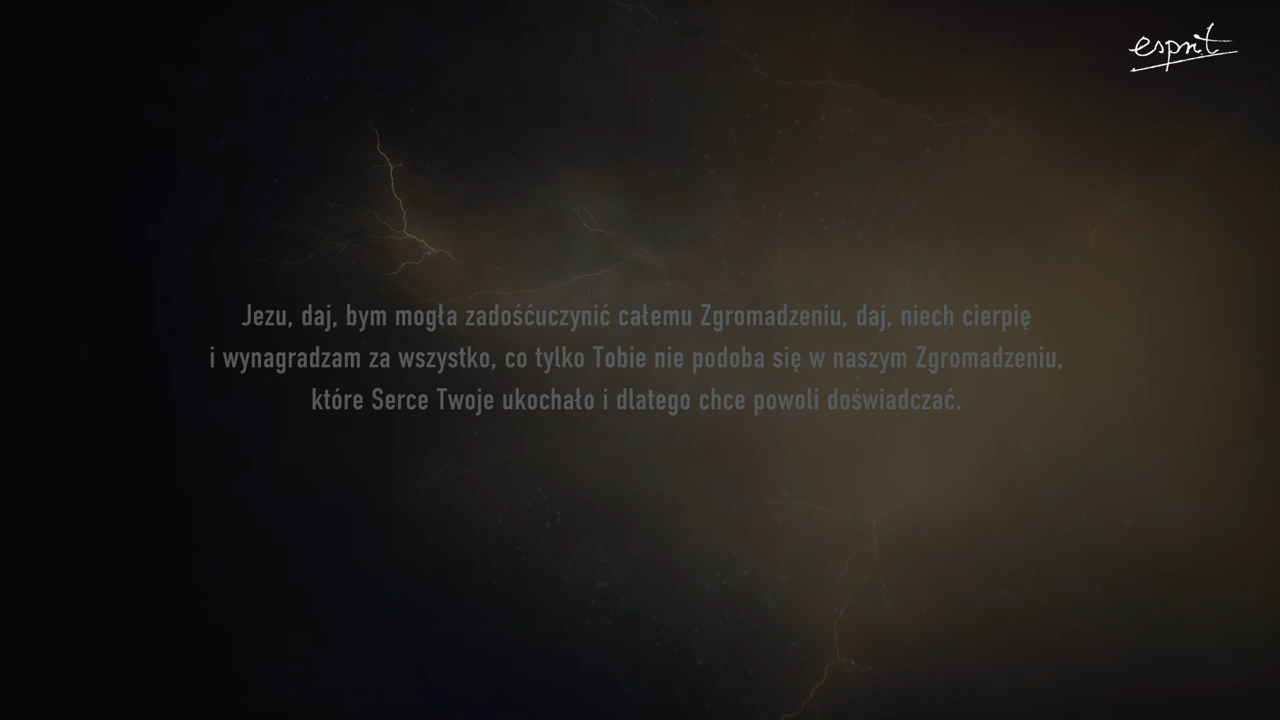 esprit
Jezu, daj, bym mogła zadośćuczynić całemu Zgromadzeniu, daj, niech cierpię
i wynagradzam za wszystko, co tylko Tobie nie podoba się w naszym Zgromadzeniu,
które Serce Twoje ukochało i dlatego chce powoli doświadczać.